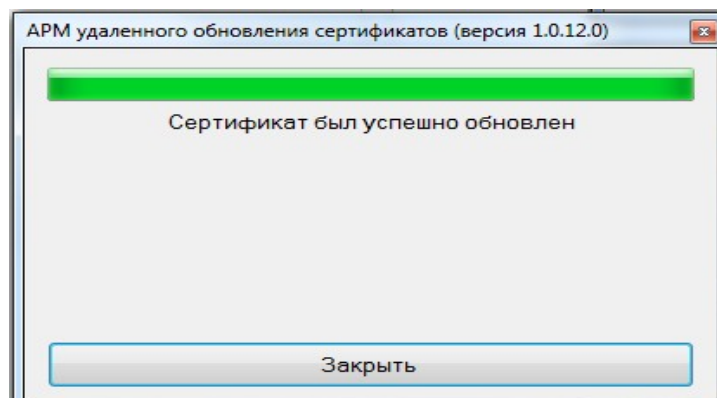 АРМ удаленного обновления сертификатов (версия 1.0.12.0)
Сертификат был успешно обновлен
Закрыть